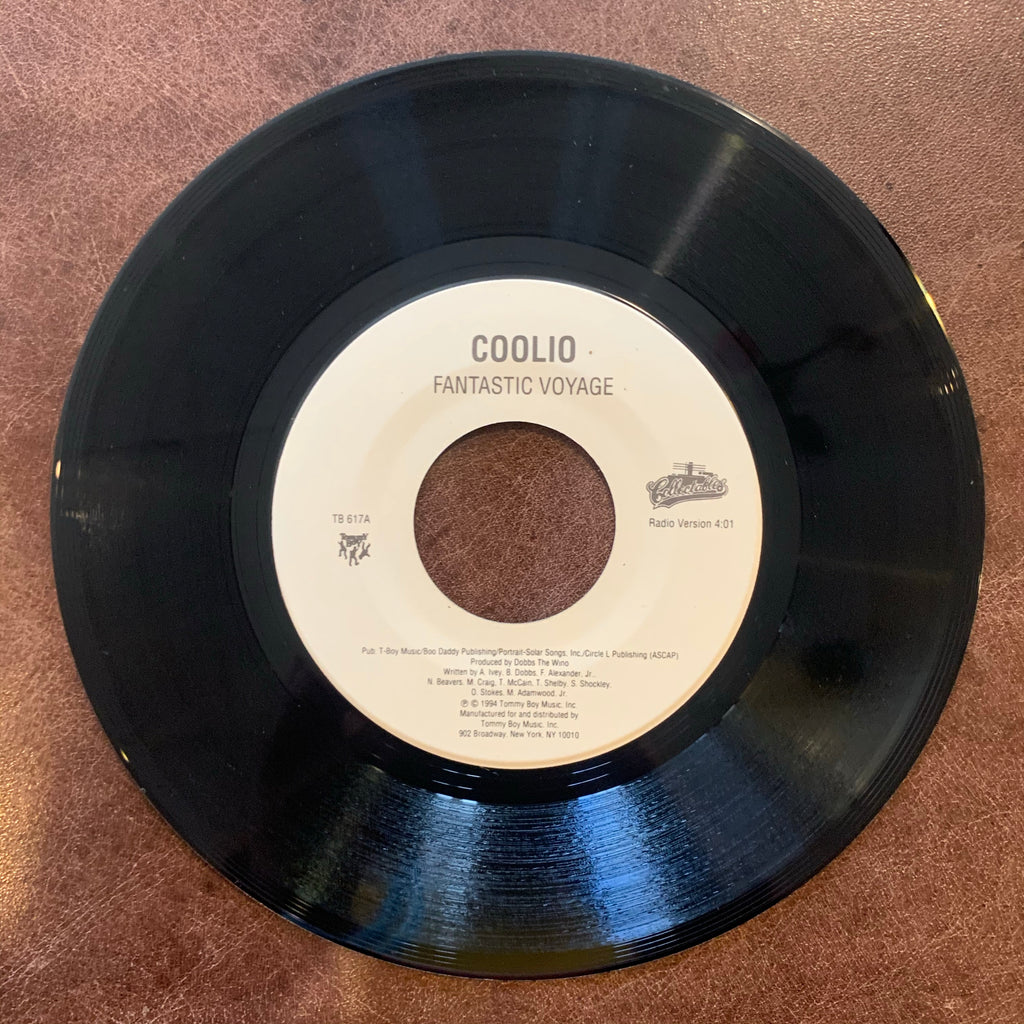 COOLIO
FANTASTIC VOYAGE
Collectables
TB 617A
Radio Version 4:01
Pub: T-Boy Music/Boo Daddy Publishing/Portrait-Solar Songs, Inc./Circle L Publishing (ASCAP)
Produced by Dobbs The Wino
Written by A. Ivey, B. Dobbs, F. Alexander, Jr.,
N. Beavers, M. Craig, T. McCain, T. Shelby, S. Shockley,
O. Stokes, M. Adamwood, Jr.
℗ © 1994 Tommy Boy Music, Inc.
Manufactured for and distributed by
Tommy Boy Music, Inc.
902 Broadway, New York, NY 10010